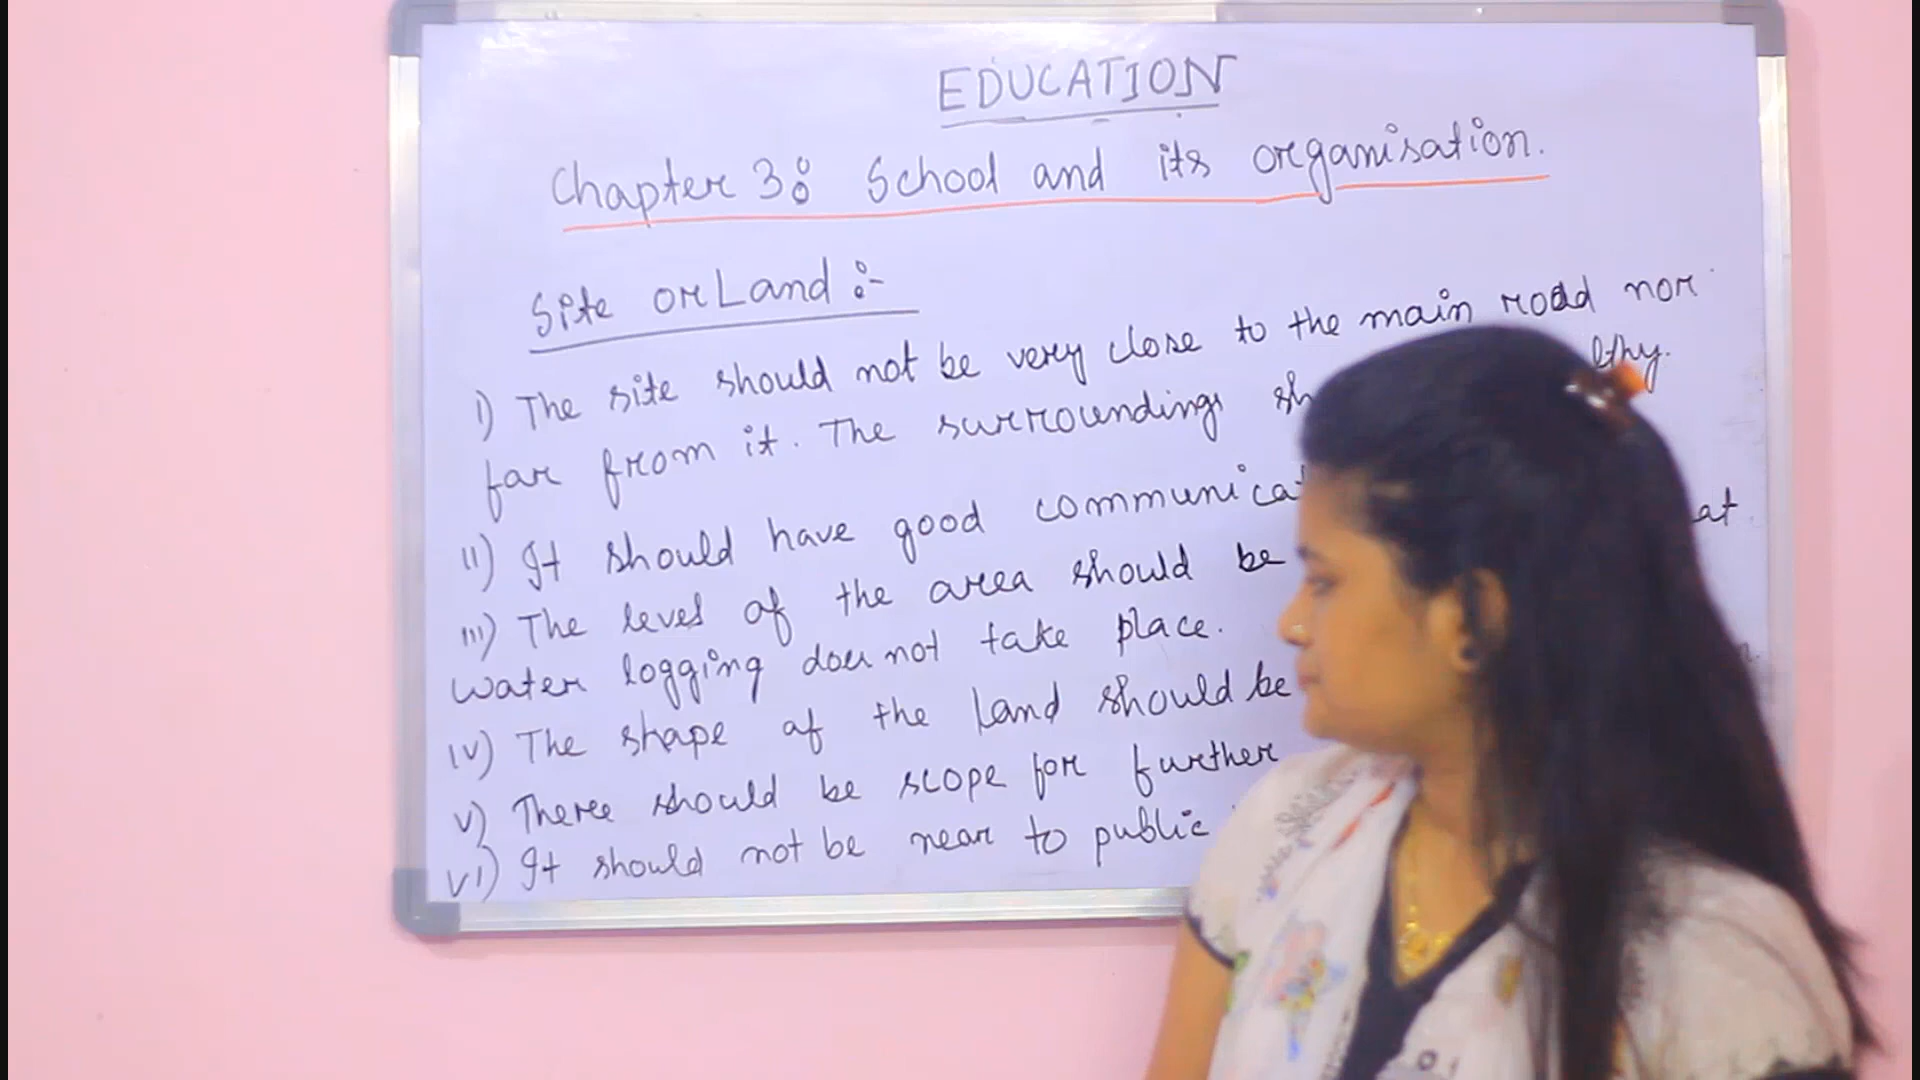 EDUCATION
Chapter 3: School and its organisation.
Site or Land :-
i) The site should not be very close to the main road nor
far from it. The surroundings
ii) It should have good
iii) The level of the area should be at
water logging does not take place.
iv) The shape of the land should be
v) There should be scope for further
vi) It should not be near to public